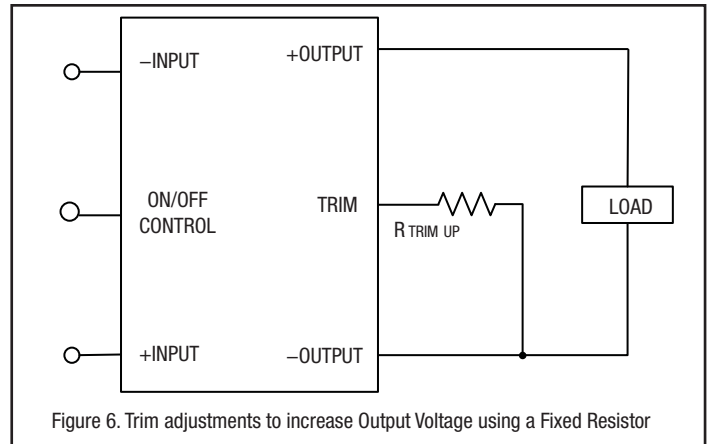 −INPUT
+OUTPUT
ON/OFF
CONTROL
TRIM
R TRIM UP
LOAD
+INPUT
−OUTPUT
Figure 6. Trim adjustments to increase Output Voltage using a Fixed Resistor